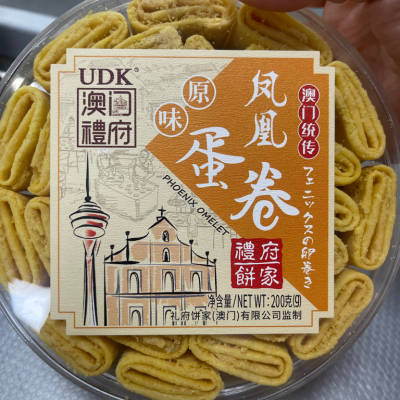 UDK®
澳门
禮府
原味
凤凰
蛋卷
PHOENIX OMELET
澳门统传
フェニックスの卵巻き
禮府
餅家
净含量/NET WT:200克(g)
礼府饼家(澳门)有限公司监制